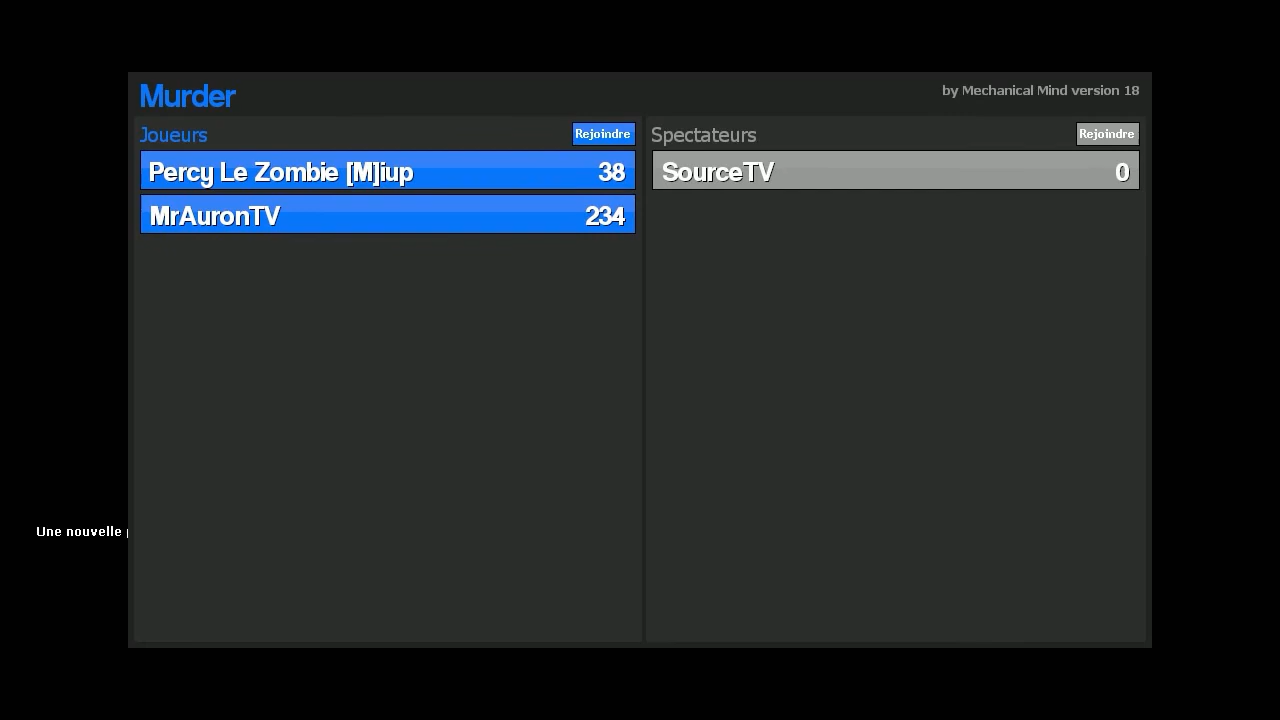 Murder
by Mechanical Mind version 18
Joueurs
Rejoindre
Spectateurs
Rejoindre
Percy Le Zombie [M]iup
38
SourceTV
0
MrAuronTV
234
Une nouvelle